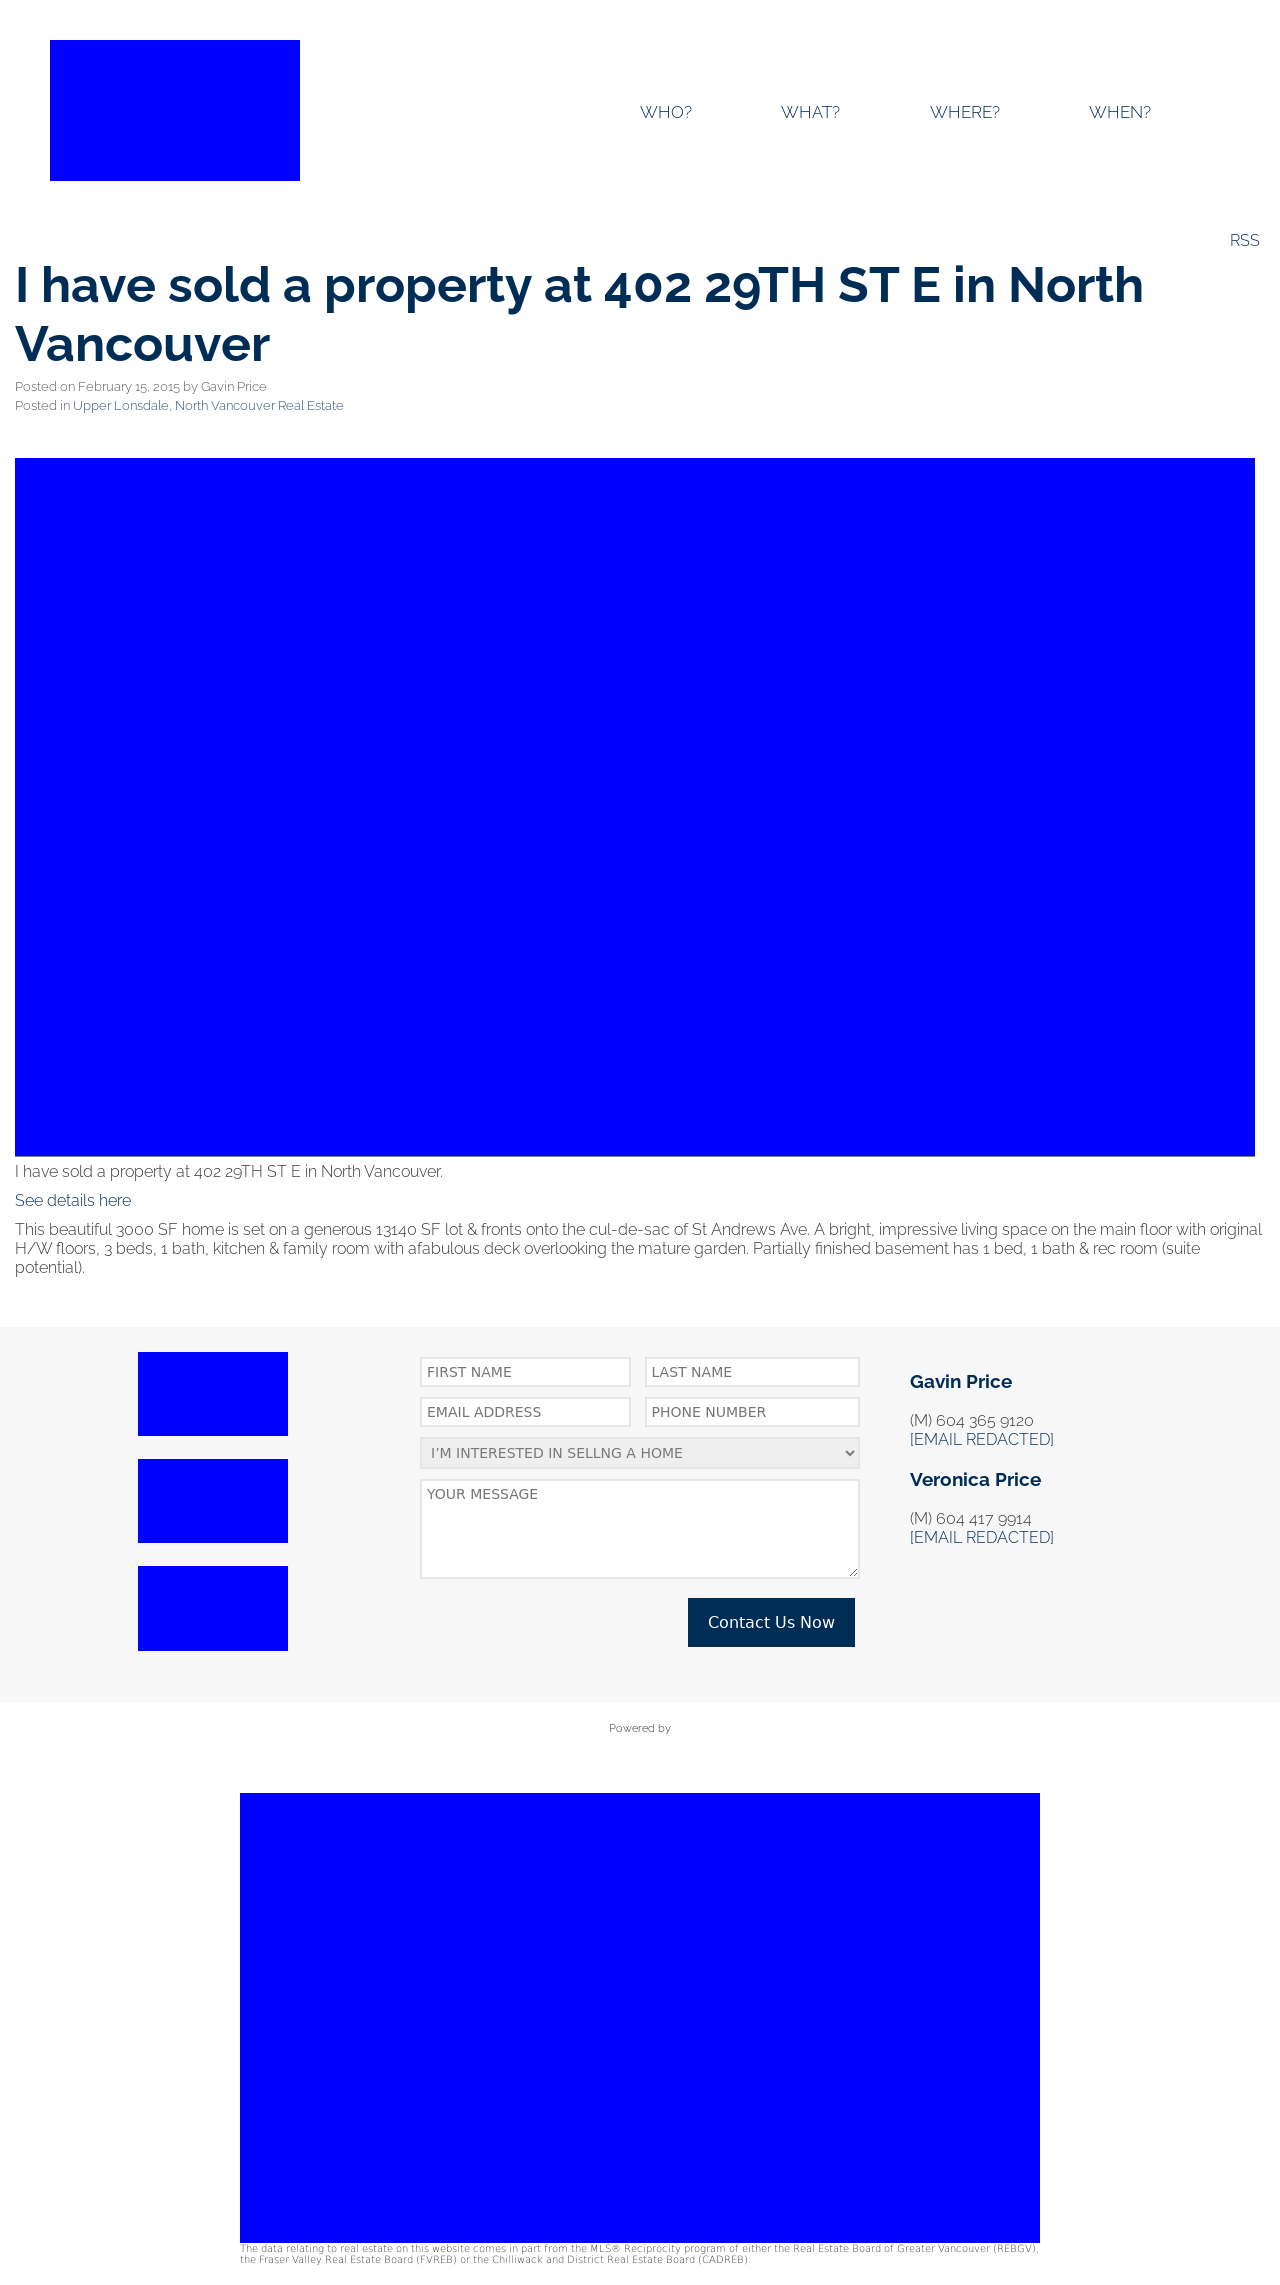 WHO?
WHAT?
WHERE?
WHEN?
RSS
I have sold a property at 402 29TH ST E in North
Vancouver
Posted on February 15, 2015 by Gavin Price
Posted in Upper Lonsdale, North Vancouver Real Estate
I have sold a property at 402 29TH ST E in North Vancouver.
See details here
This beautiful 3000 SF home is set on a generous 13140 SF lot & fronts onto the cul-de-sac of St Andrews Ave. A bright, impressive living space on the main floor with original
H/W floors, 3 beds, 1 bath, kitchen & family room with afabulous deck overlooking the mature garden. Partially finished basement has 1 bed, 1 bath & rec room (suite
potential).
FIRST NAME
LAST NAME
EMAIL ADDRESS
PHONE NUMBER
I'M INTERESTED IN SELLNG A HOME
YOUR MESSAGE
Contact Us Now
Gavin Price
(M) 604 365 9120
[EMAIL REDACTED]
Veronica Price
(M) 604 417 9914
[EMAIL REDACTED]
Powered by
The data relating to real estate on this website comes in part from the MLS® Reciprocity program of either the Real Estate Board of Greater Vancouver (REBGV),
the Fraser Valley Real Estate Board (FVREB) or the Chilliwack and District Real Estate Board (CADREB).